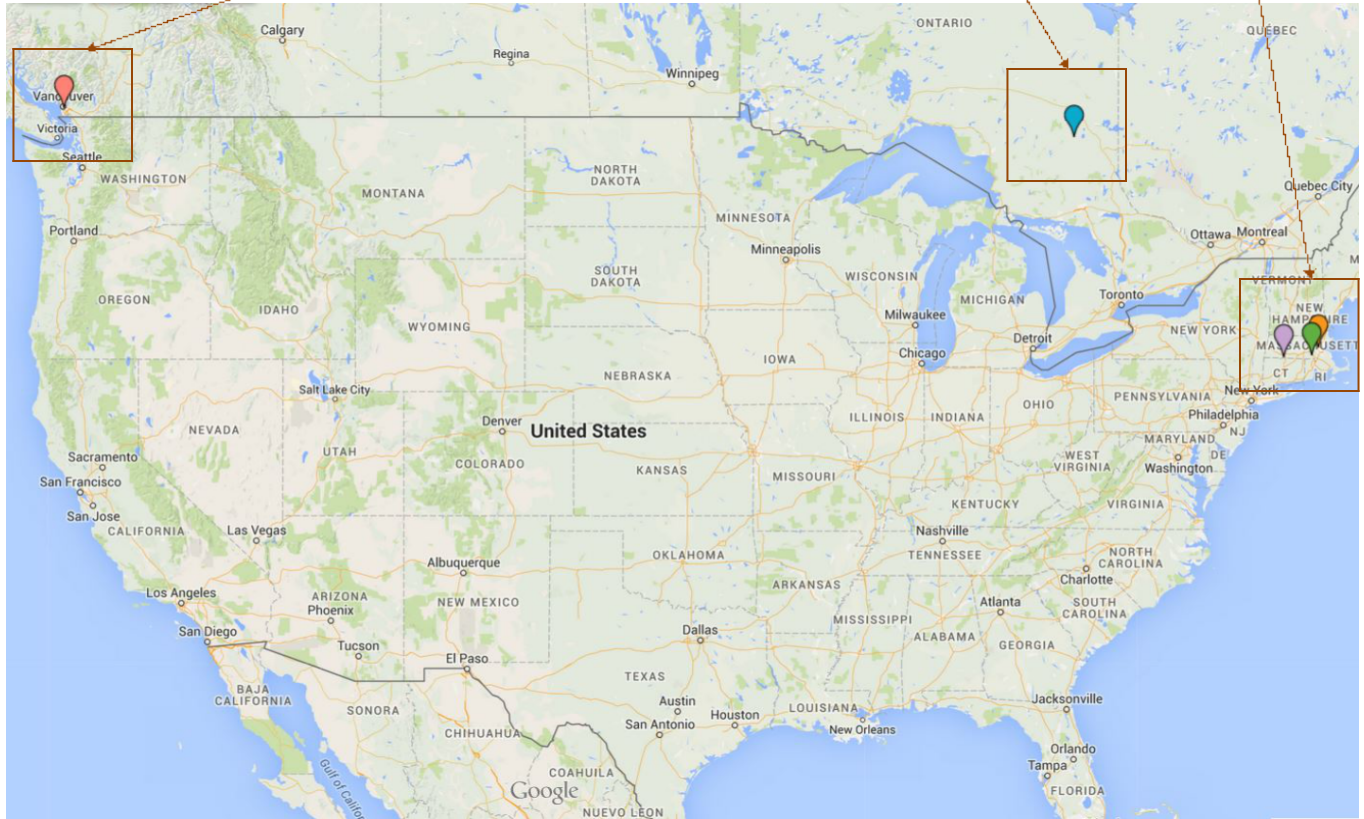 ONTARIO
QUÉBEC
Calgary
Regina
Winnipeg
Vancouver
Victoria
Seattle
WASHINGTON
NORTH
DAKOTA
MONTANA
Quebec City
MINNESOTA
Portland
Ottawa
Montreal
Minneapolis
SOUTH
DAKOTA
WISCONSIN
VERMONT
M
OREGON
IDAHO
MICHIGAN
Toronto
NEW
HAMPSHIRE
WYOMING
Milwaukee
NEW YORK
Detroit
MASSACHUSETT
Chicago
IOWA
CT
RI
NEBRASKA
Salt Lake City
New York
PENNSYLVANIA
OHIO
ILLINOIS
INDIANA
Philadelphia
Denver
United States
NEVADA
NJ
MARYLAND
DE
UTAH
COLORADO
KANSAS
MISSOURI
WEST
VIRGINIA
Washington
Sacramento
San Francisco
San Jose
CALIFORNIA
Las Vegas
KENTUCKY
VIRGINIA
Nashville
TENNESSEE
OKLAHOMA
NORTH
CAROLINA
Albuquerque
Charlotte
ARKANSAS
Los Angeles
ARIZONA
Phoenix
NEW MEXICO
Atlanta
SOUTH
CAROLINA
MISSISSIPPI
San Diego
Dallas
ALABAMA
GEORGIA
Tucson
El Paso
TEXAS
BAJA
CALIFORNIA
SONORA
Austin
San Antonio
Houston
LOUISIANA
New Orleans
Jacksonville
CHIHUAHUA
Orlando
Tampa
FLORIDA
Gulf of Califor
COAHUILA
Google
NUEVO LEON